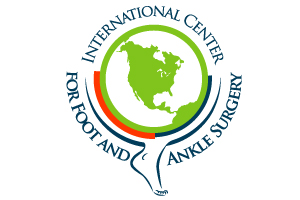 International Center
for Foot and
Ankle Surgery